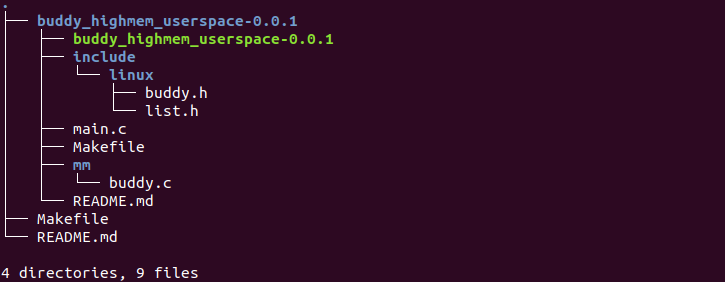 .
├── buddy_highmem_userspace-0.0.1
│   ├── buddy_highmem_userspace-0.0.1
│   ├── include
│   │   └── linux
│   │       ├── buddy.h
│   │       └── list.h
│   ├── main.c
│   ├── Makefile
│   ├── mm
│   │   └── buddy.c
│   └── README.md
├── Makefile
└── README.md
4 directories, 9 files